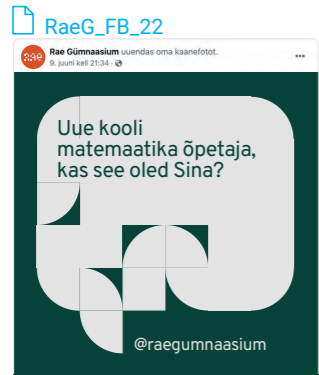 RaeG_FB_22
rae
Rae Gümnaasium uuendas oma kaanefotot.
9. juuni kell 21:34 ·
Uue kooli
matemaatika õpetaja,
kas see oled Sina?
@raegumnaasium